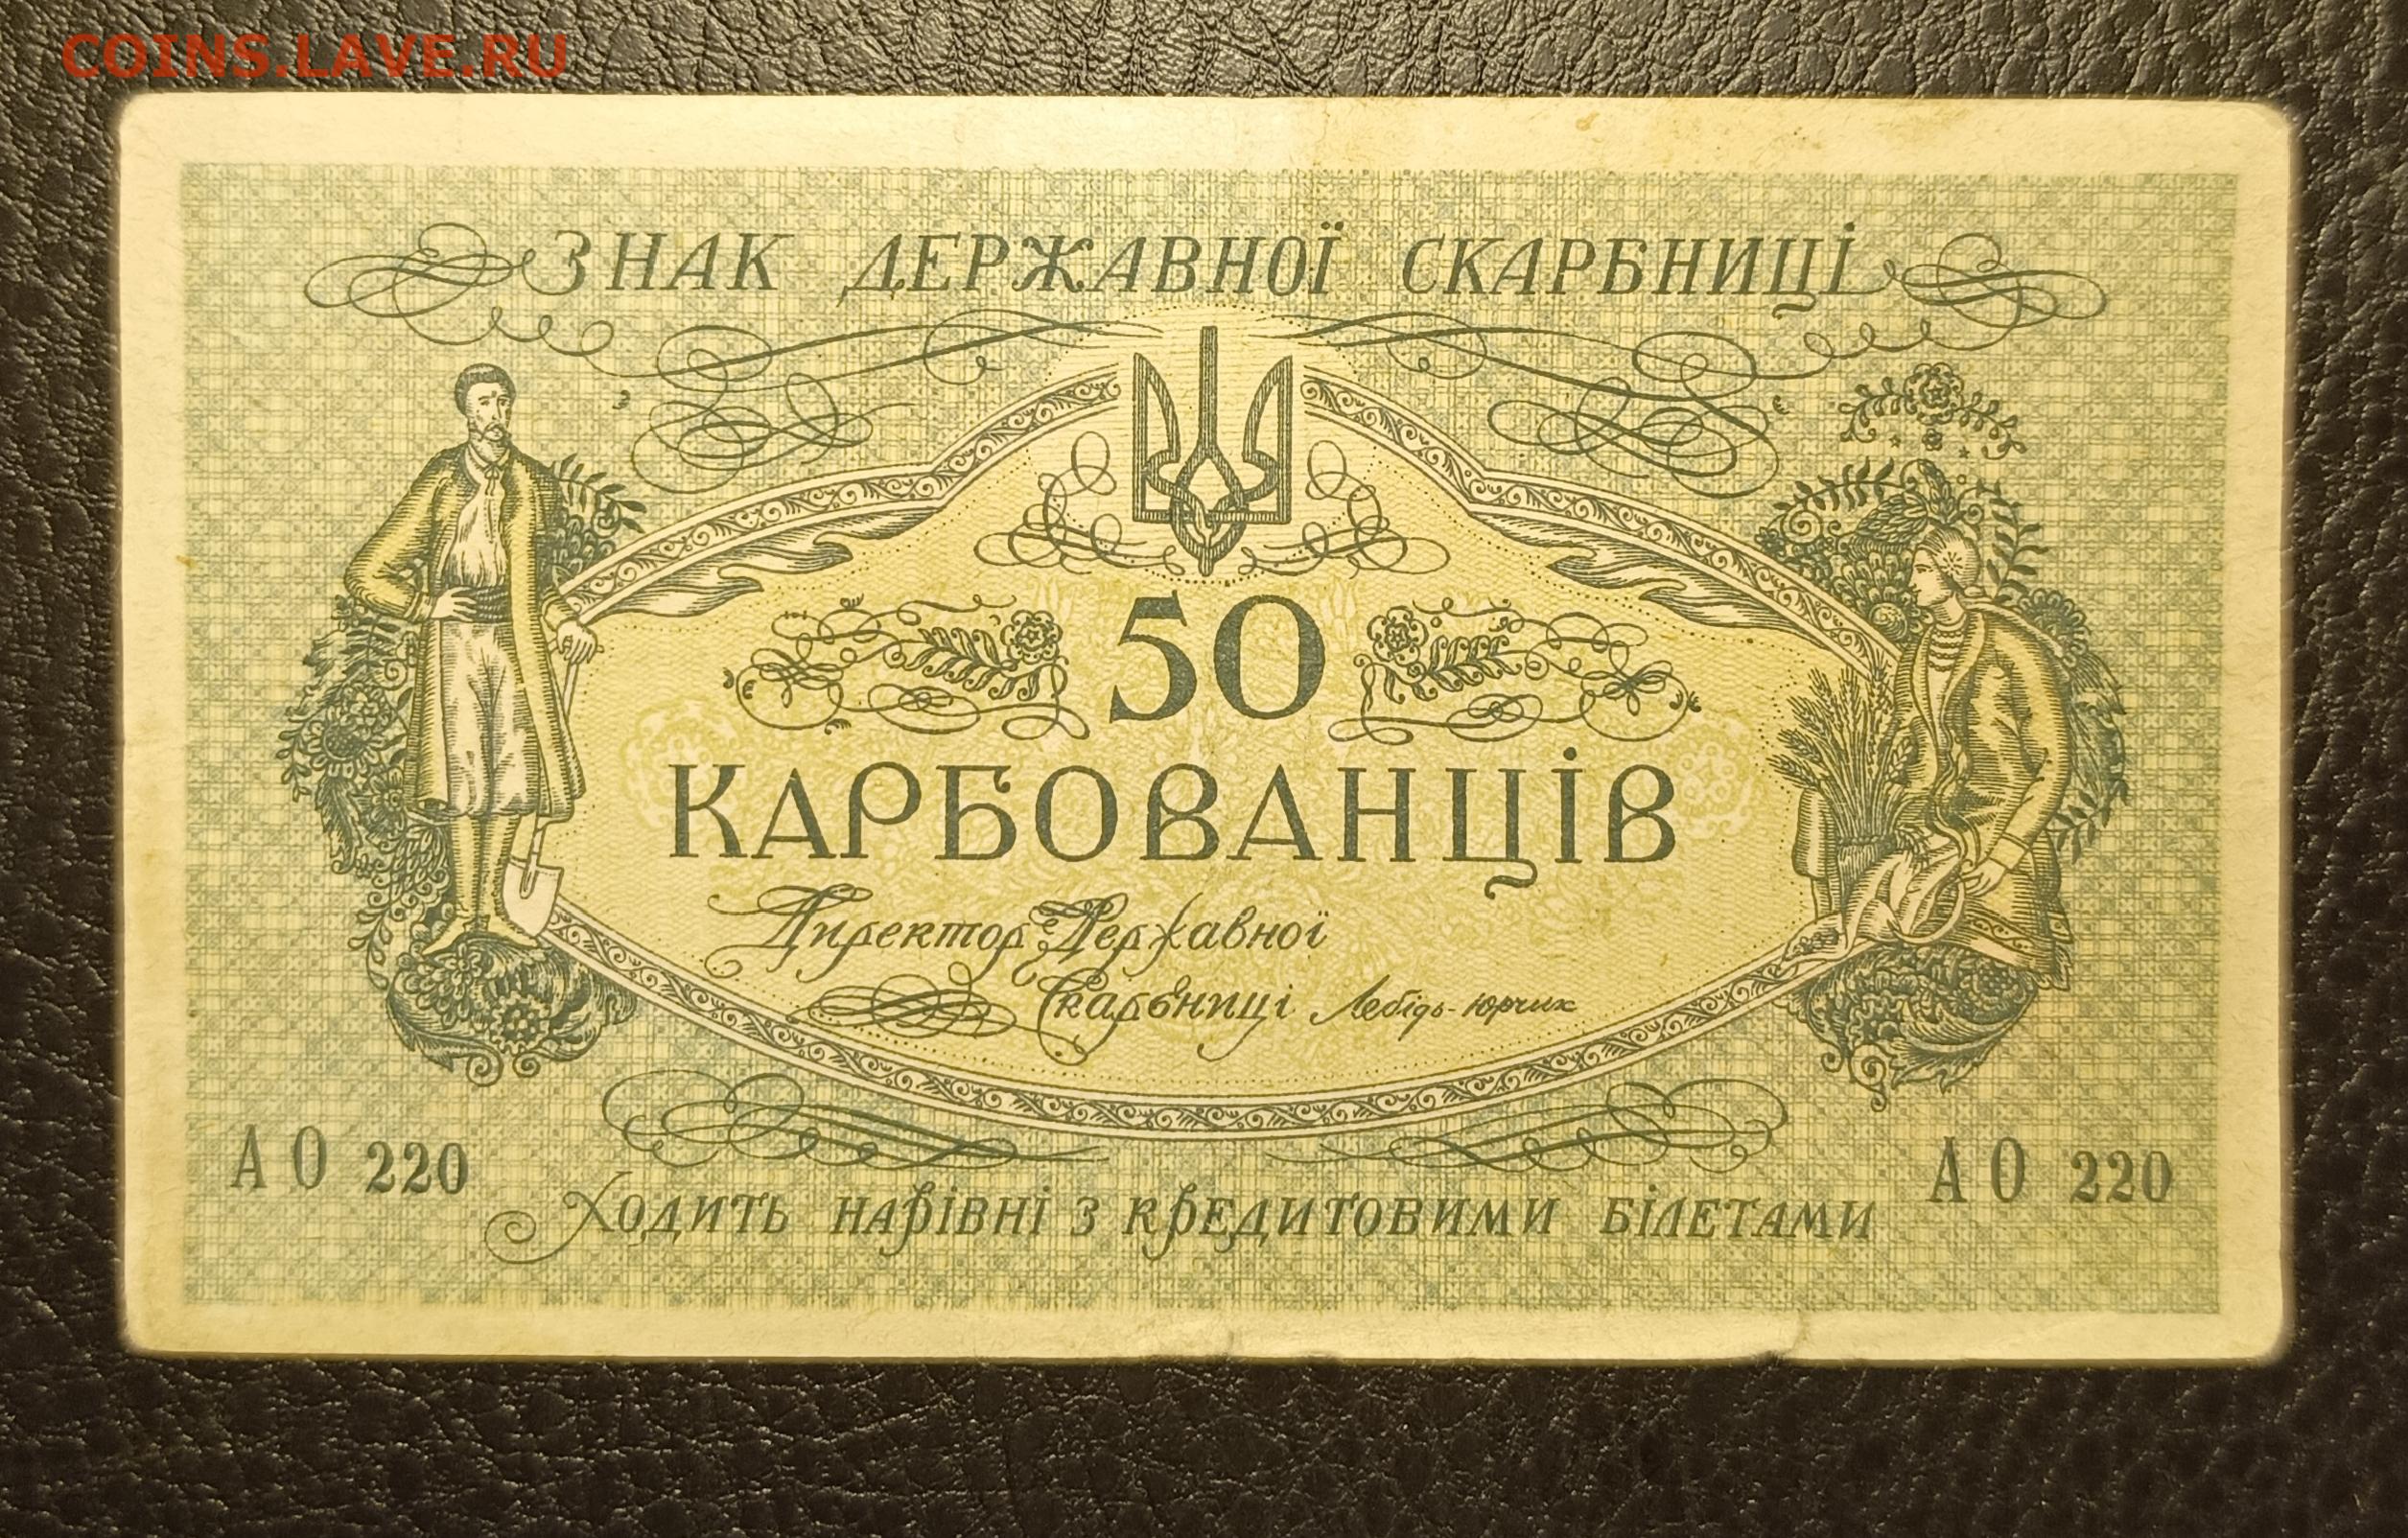 COINS.LAVE.RU
ЗНАК ДЕРЖАВНОЇ СКАРБНИЦІ
50
КАРБОВАНЦІВ
Директор Державної
Скарбниці Лебідь-Юрчик
АО 220
АО 220
Ходить нарівні з кредитовими білетами